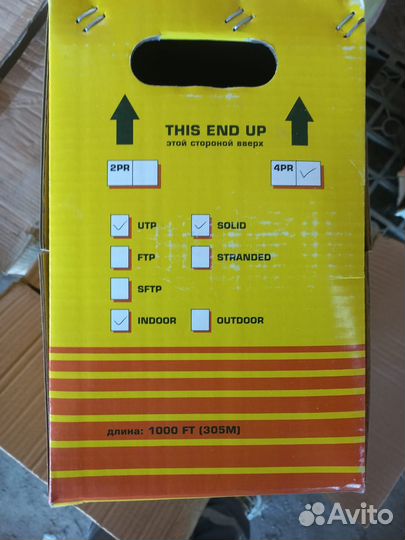 THIS END UP
этой стороной вверх
2PR 4PR
UTP SOLID
FTP STRANDED
SFTP
INDOOR OUTDOOR
длина: 1000 FT (305М)
Avito